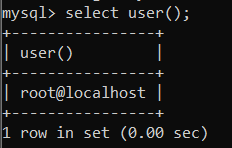 mysql> select user();
+----------------+
| user()         |
+----------------+
| root@localhost |
+----------------+
1 row in set (0.00 sec)